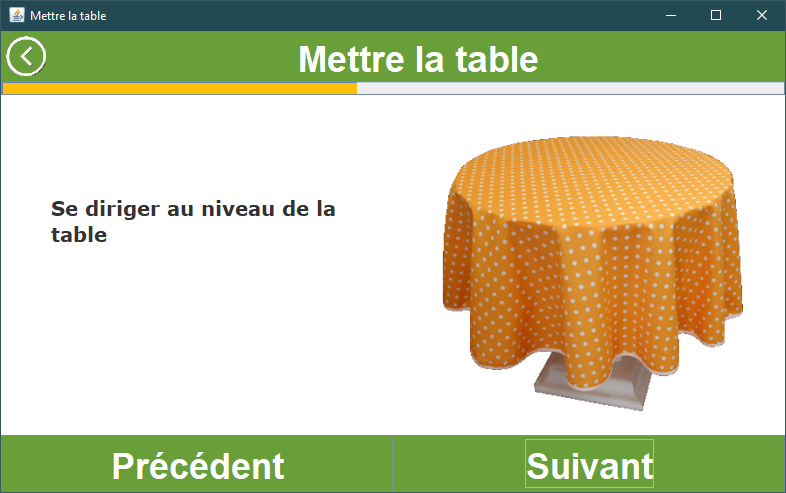 Mettre la table
Mettre la table
Se diriger au niveau de la
table
Précédent
Suivant